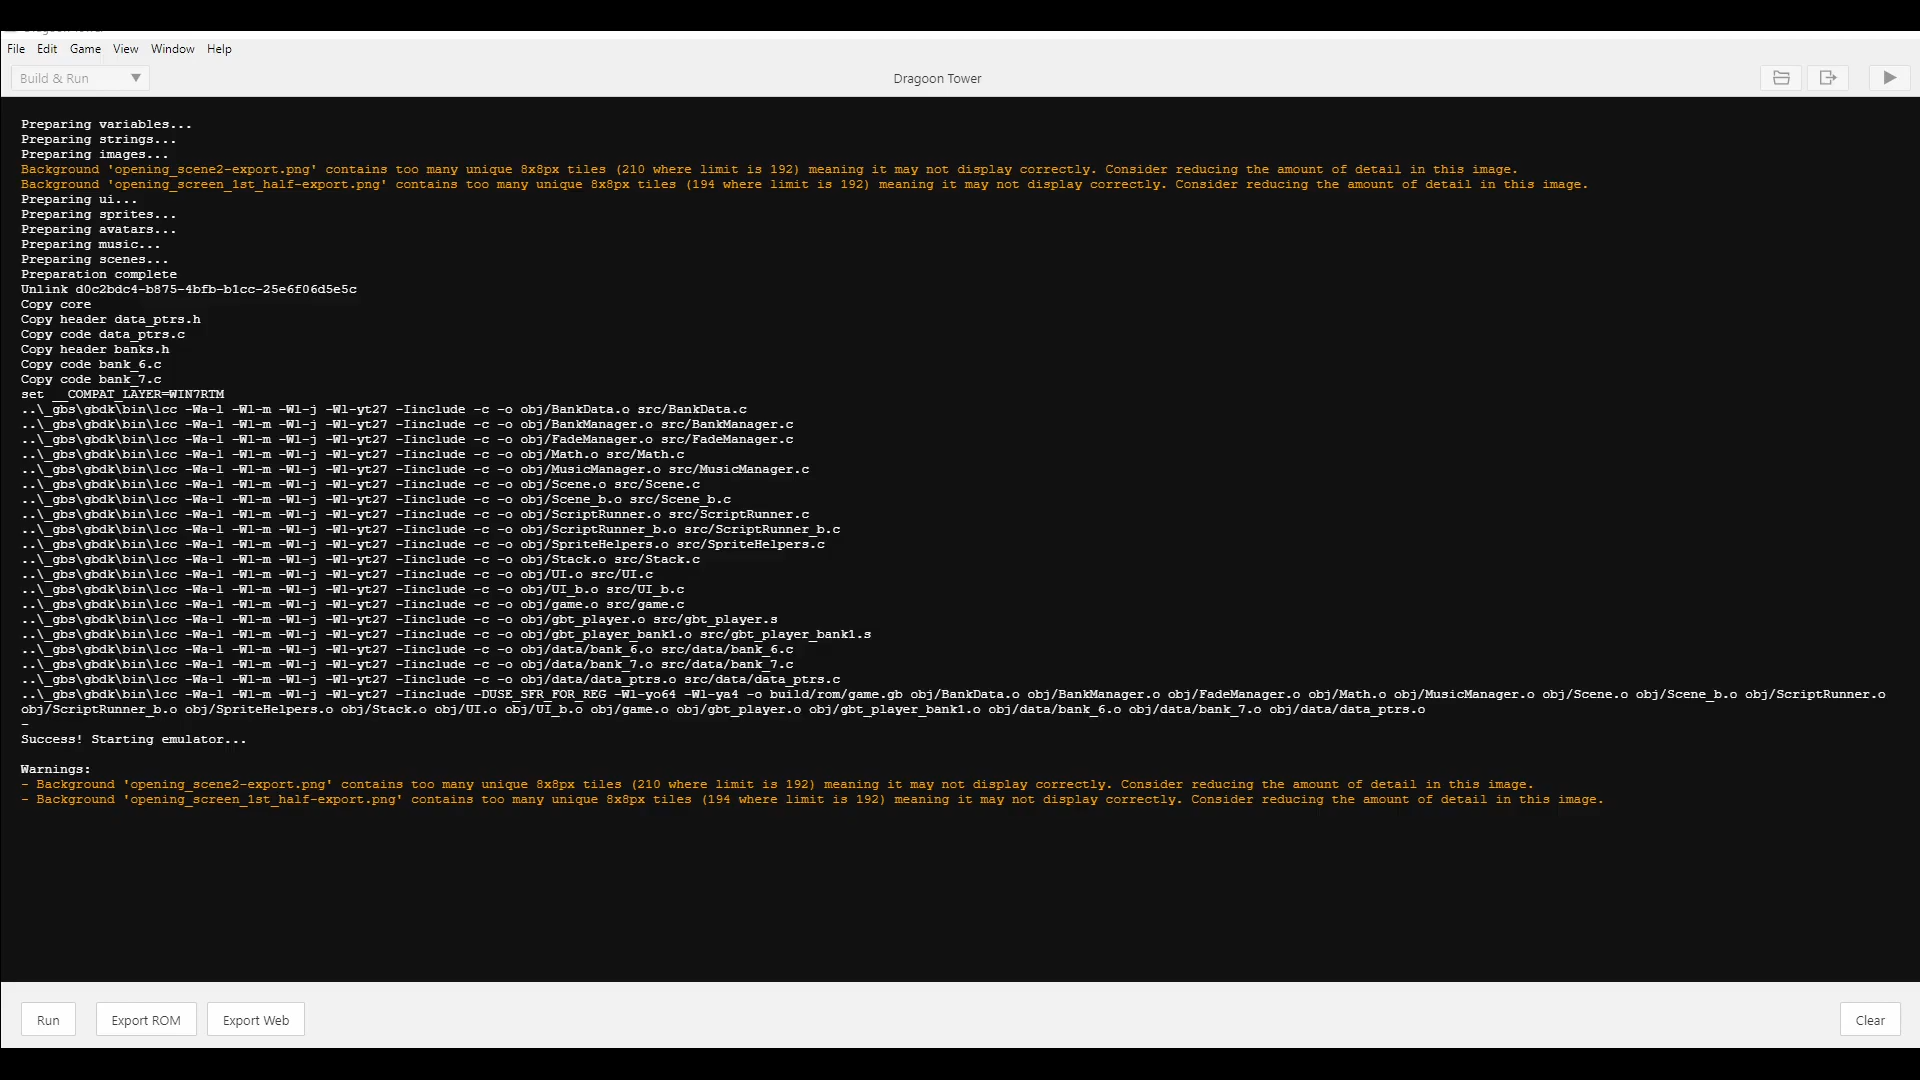 File Edit Game View Window Help
Build & Run
Dragoon Tower
Preparing variables...
Preparing strings...
Preparing images...
Background 'opening_scene2-export.png' contains too many unique 8x8px tiles (210 where limit is 192) meaning it may not display correctly. Consider reducing the amount of detail in this image.
Background 'opening_screen_1st_half-export.png' contains too many unique 8x8px tiles (194 where limit is 192) meaning it may not display correctly. Consider reducing the amount of detail in this image.
Preparing ui...
Preparing sprites...
Preparing avatars...
Preparing music...
Preparing scenes...
Preparation complete
Unlink d0c2bdc4-b875-4bfb-b1cc-25e6f06d5e5c
Copy core
Copy header data_ptrs.h
Copy code data_ptrs.c
Copy header banks.h
Copy code bank_6.c
Copy code bank_7.c
set __COMPAT_LAYER=WIN7RTM
..\_gbs\gbdk\bin\lcc -Wa-l -Wl-m -Wl-j -Wl-yt27 -Iinclude -c -o obj/BankData.o src/BankData.c
..\_gbs\gbdk\bin\lcc -Wa-l -Wl-m -Wl-j -Wl-yt27 -Iinclude -c -o obj/BankManager.o src/BankManager.c
..\_gbs\gbdk\bin\lcc -Wa-l -Wl-m -Wl-j -Wl-yt27 -Iinclude -c -o obj/FadeManager.o src/FadeManager.c
..\_gbs\gbdk\bin\lcc -Wa-l -Wl-m -Wl-j -Wl-yt27 -Iinclude -c -o obj/Math.o src/Math.c
..\_gbs\gbdk\bin\lcc -Wa-l -Wl-m -Wl-j -Wl-yt27 -Iinclude -c -o obj/MusicManager.o src/MusicManager.c
..\_gbs\gbdk\bin\lcc -Wa-l -Wl-m -Wl-j -Wl-yt27 -Iinclude -c -o obj/Scene.o src/Scene.c
..\_gbs\gbdk\bin\lcc -Wa-l -Wl-m -Wl-j -Wl-yt27 -Iinclude -c -o obj/Scene_b.o src/Scene_b.c
..\_gbs\gbdk\bin\lcc -Wa-l -Wl-m -Wl-j -Wl-yt27 -Iinclude -c -o obj/ScriptRunner.o src/ScriptRunner.c
..\_gbs\gbdk\bin\lcc -Wa-l -Wl-m -Wl-j -Wl-yt27 -Iinclude -c -o obj/ScriptRunner_b.o src/ScriptRunner_b.c
..\_gbs\gbdk\bin\lcc -Wa-l -Wl-m -Wl-j -Wl-yt27 -Iinclude -c -o obj/SpriteHelpers.o src/SpriteHelpers.c
..\_gbs\gbdk\bin\lcc -Wa-l -Wl-m -Wl-j -Wl-yt27 -Iinclude -c -o obj/Stack.o src/Stack.c
..\_gbs\gbdk\bin\lcc -Wa-l -Wl-m -Wl-j -Wl-yt27 -Iinclude -c -o obj/UI.o src/UI.c
..\_gbs\gbdk\bin\lcc -Wa-l -Wl-m -Wl-j -Wl-yt27 -Iinclude -c -o obj/UI_b.o src/UI_b.c
..\_gbs\gbdk\bin\lcc -Wa-l -Wl-m -Wl-j -Wl-yt27 -Iinclude -c -o obj/game.o src/game.c
..\_gbs\gbdk\bin\lcc -Wa-l -Wl-m -Wl-j -Wl-yt27 -Iinclude -c -o obj/gbt_player.o src/gbt_player.s
..\_gbs\gbdk\bin\lcc -Wa-l -Wl-m -Wl-j -Wl-yt27 -Iinclude -c -o obj/gbt_player_bank1.o src/gbt_player_bank1.s
..\_gbs\gbdk\bin\lcc -Wa-l -Wl-m -Wl-j -Wl-yt27 -Iinclude -c -o obj/data/bank_6.o src/data/bank_6.c
..\_gbs\gbdk\bin\lcc -Wa-l -Wl-m -Wl-j -Wl-yt27 -Iinclude -c -o obj/data/bank_7.o src/data/bank_7.c
..\_gbs\gbdk\bin\lcc -Wa-l -Wl-m -Wl-j -Wl-yt27 -Iinclude -c -o obj/data/data_ptrs.o src/data/data_ptrs.c
..\_gbs\gbdk\bin\lcc -Wa-l -Wl-m -Wl-j -Wl-yt27 -Iinclude -DUSE_SFR_FOR_REG -Wl-yo64 -Wl-ya4 -o build/rom/game.gb obj/BankData.o obj/BankManager.o obj/FadeManager.o obj/Math.o obj/MusicManager.o obj/Scene.o obj/Scene_b.o obj/ScriptRunner.o
obj/ScriptRunner_b.o obj/SpriteHelpers.o obj/Stack.o obj/UI.o obj/UI_b.o obj/game.o obj/gbt_player.o obj/gbt_player_bank1.o obj/data/bank_6.o obj/data/bank_7.o obj/data/data_ptrs.o
-
Success! Starting emulator...
Warnings:
- Background 'opening_scene2-export.png' contains too many unique 8x8px tiles (210 where limit is 192) meaning it may not display correctly. Consider reducing the amount of detail in this image.
- Background 'opening_screen_1st_half-export.png' contains too many unique 8x8px tiles (194 where limit is 192) meaning it may not display correctly. Consider reducing the amount of detail in this image.
Run Export ROM Export Web Clear